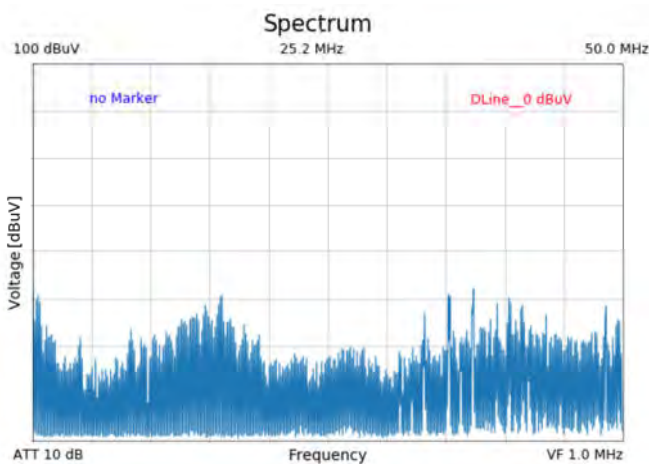 Spectrum
100 dBuV 25.2 MHz 50.0 MHz
no Marker DLine__0 dBuV
Voltage [dBuV]
ATT 10 dB Frequency VF 1.0 MHz